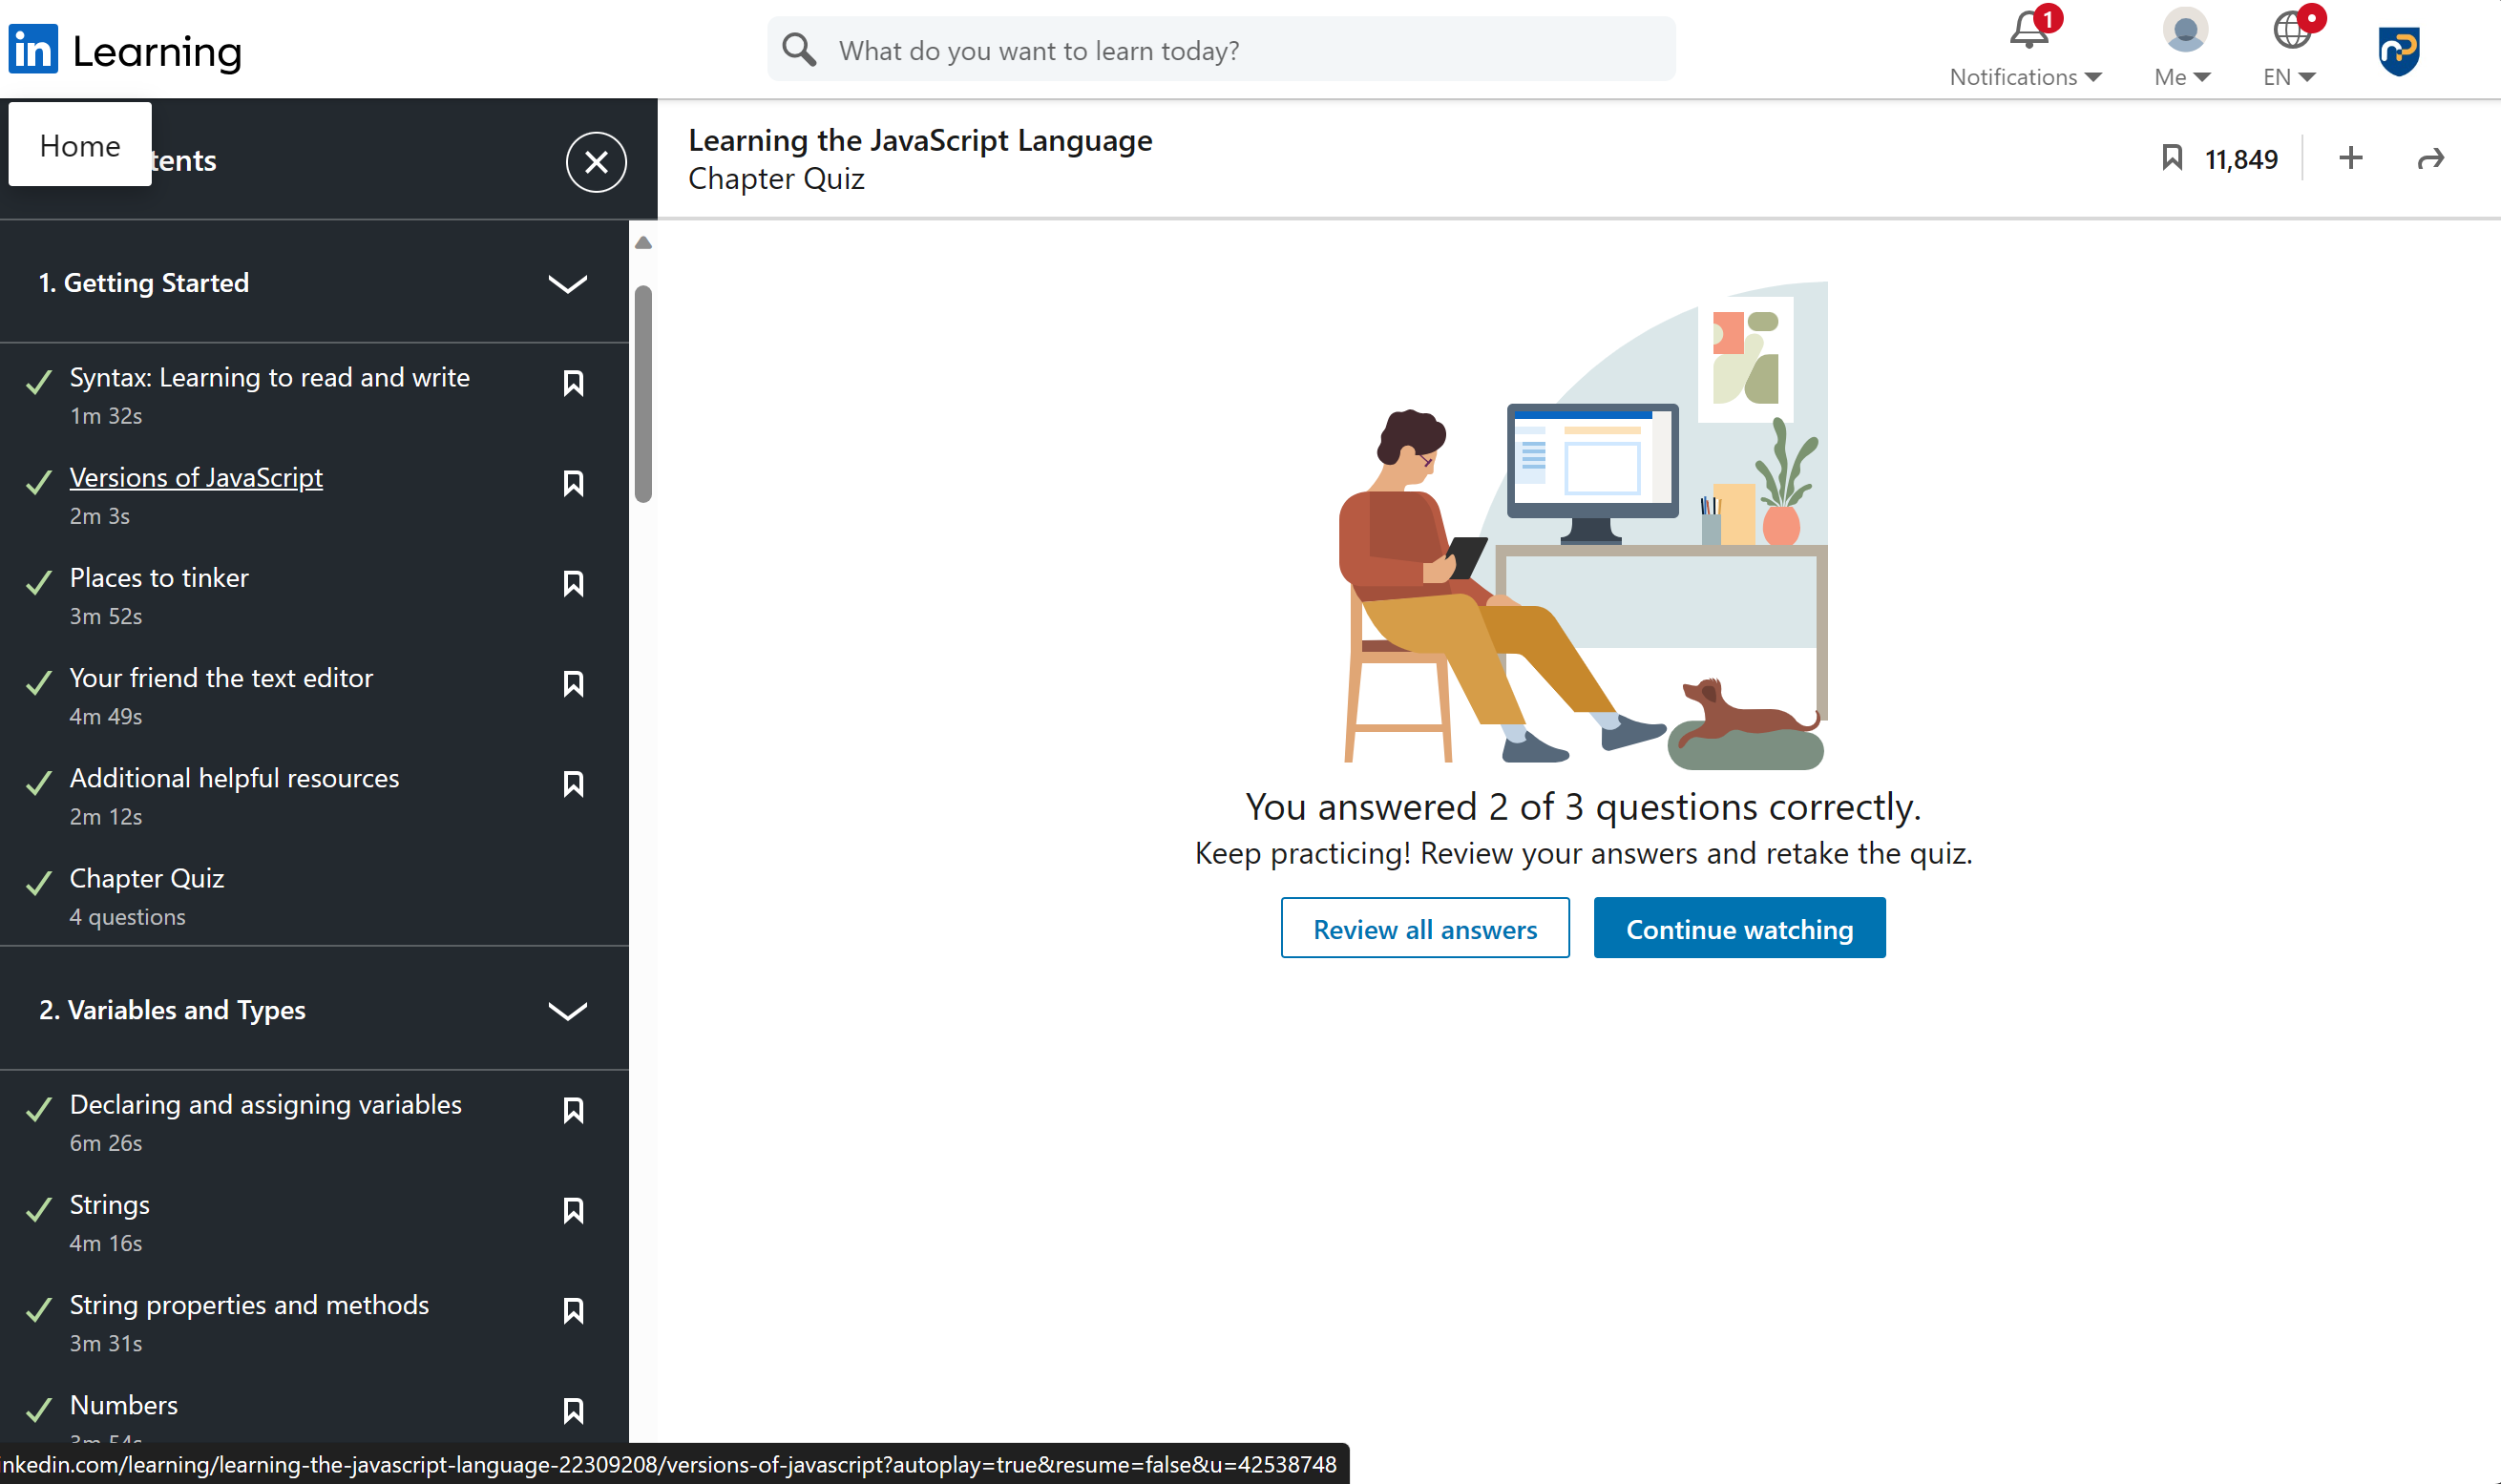 in Learning
What do you want to learn today?
1
Notifications
Me
EN
Home
tents
Learning the JavaScript Language
Chapter Quiz
11,849
1. Getting Started
Syntax: Learning to read and write
1m 32s
Versions of JavaScript
2m 3s
Places to tinker
3m 52s
Your friend the text editor
4m 49s
Additional helpful resources
2m 12s
Chapter Quiz
4 questions
2. Variables and Types
Declaring and assigning variables
6m 26s
Strings
4m 16s
String properties and methods
3m 31s
Numbers
3m 54s
You answered 2 of 3 questions correctly.
Keep practicing! Review your answers and retake the quiz.
Review all answers
Continue watching
inkedin.com/learning/learning-the-javascript-language-22309208/versions-of-javascript?autoplay=true&resume=false&u=42538748